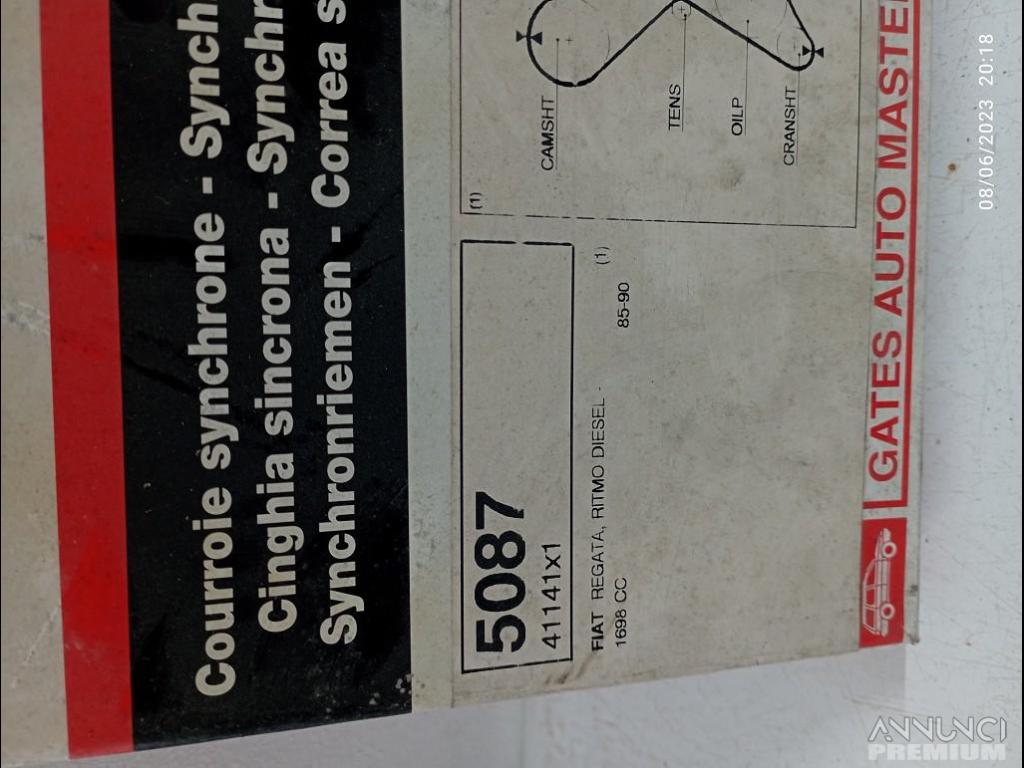 Courroie synchrone - Synch
Cinghia sincrona - Synchr
Synchronriemen - Correa s
5087
41141x1
(1)
CAMSHT
TENS
OILP
CRANSHT
FIAT REGATA, RITMO DIESEL - (1)
1698 CC 85-90
GATES AUTO MASTER
08/06/2023 20:18
ANNUNCI
PREMIUM